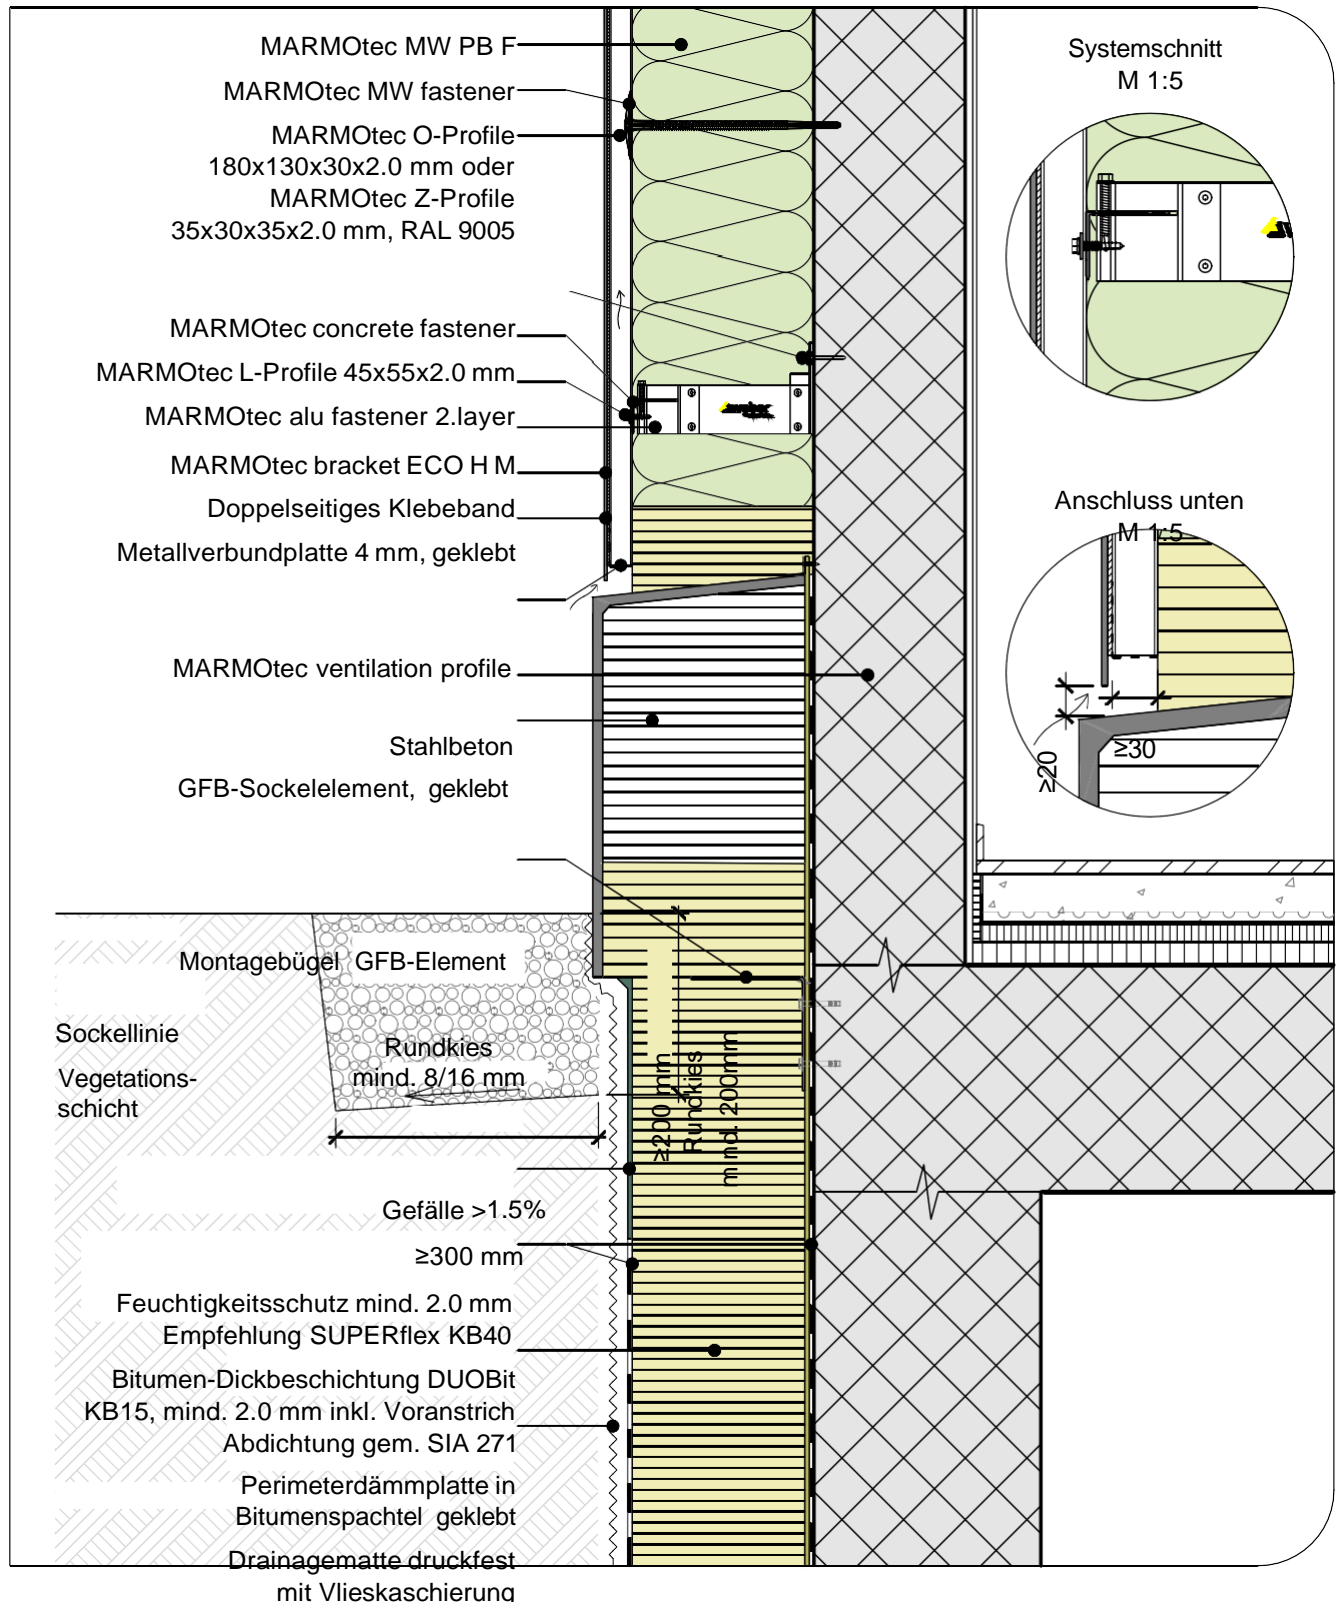 MARMOtec MW PB F
MARMOtec MW fastener
MARMOtec O-Profile
180x130x30x2.0 mm oder
MARMOtec Z-Profile
35x30x35x2.0 mm, RAL 9005
MARMOtec concrete fastener
MARMOtec L-Profile 45x55x2.0 mm
MARMOtec alu fastener 2.layer
MARMOtec bracket ECO H M
Doppelseitiges Klebeband
Metallverbundplatte 4 mm, geklebt
MARMOtec ventilation profile
Stahlbeton
GFB-Sockelelement, geklebt
Montagebügel GFB-Element
Sockellinie
Vegetations-
schicht
Rundkies
mind. 8/16 mm
≥200 mm
Rundkies
mind. 200mm
Gefälle >1.5%
≥300 mm
Feuchtigkeitsschutz mind. 2.0 mm
Empfehlung SUPERflex KB40
Bitumen-Dickbeschichtung DUOBit
KB15, mind. 2.0 mm inkl. Voranstrich
Abdichtung gem. SIA 271
Perimeterdämmplatte in
Bitumenspachtel geklebt
Drainagematte druckfest
mit Vlieskaschierung
Systemschnitt
M 1:5
Anschluss unten
M 1:5
≥20
≥30